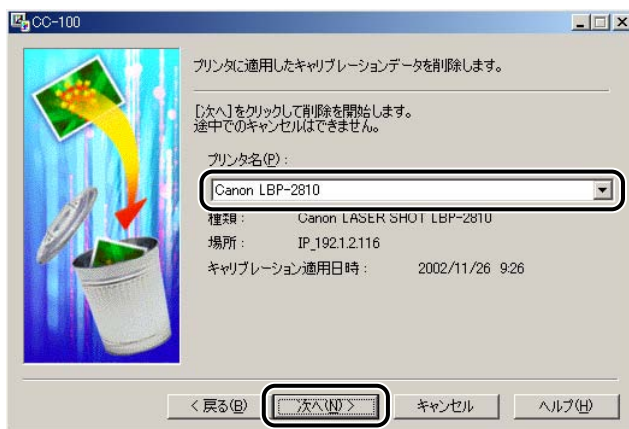 CC-100
プリンタに適用したキャリブレーションデータを削除します。
[次へ]をクリックして削除を開始します。
途中でのキャンセルはできません。
プリンタ名(P):
Canon LBP-2810
種類: Canon LASER SHOT LBP-2810
場所: IP_192.1.2.116
キャリブレーション適用日時: 2002/11/26 9:26
< 戻る(B) 次へ(N) > キャンセル ヘルプ(H)